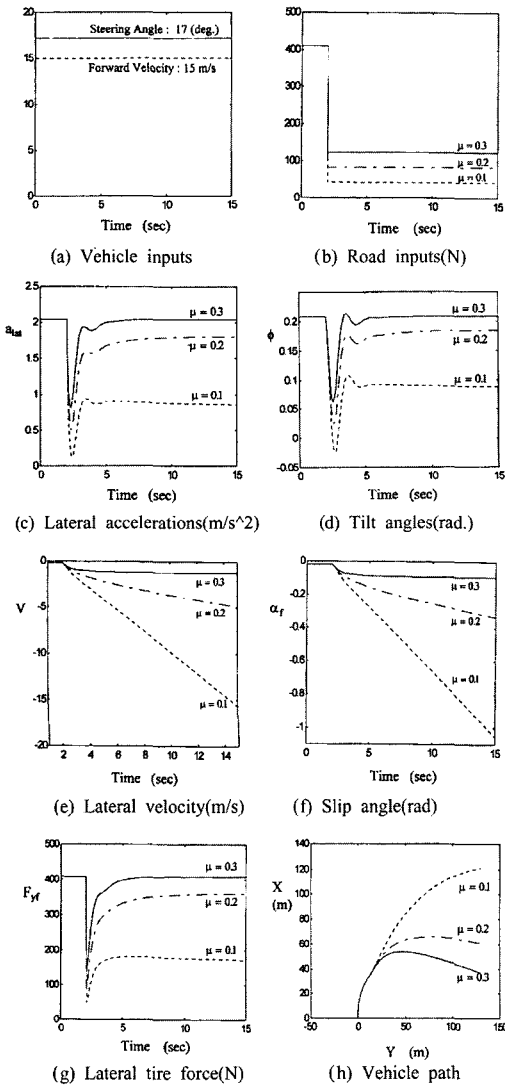 20
Steering Angle : 17 (deg.)
15
Forward Velocity : 15 m/s
10
5
0
0 5 10 15
Time (sec)
(a) Vehicle inputs
500
400
300
200
100
0
μ = 0.3
μ = 0.2
μ = 0.1
0 5 10 15
Time (sec)
(b) Road inputs(N)
2.5
2
1.5
1
0.5
0
a_lat
μ = 0.3
μ = 0.2
μ = 0.1
0 5 10 15
Time (sec)
(c) Lateral accelerations(m/s^2)
0.2
0.15
0.1
0.05
0
-0.05
ϕ
μ = 0.3
μ = 0.2
μ = 0.1
0 5 10 15
Time (sec)
(d) Tilt angles(rad.)
0
-5
-10
-15
-20
V
μ = 0.3
μ = 0.2
μ = 0.1
2 4 6 8 10 12 14
Time (sec)
(e) Lateral velocity(m/s)
0
-0.2
-0.4
-0.6
-0.8
-1
α_f
μ = 0.3
μ = 0.2
μ = 0.1
0 5 10 15
Time (sec)
(f) Slip angle(rad)
500
400
300
200
100
0
F_yf
μ = 0.3
μ = 0.2
μ = 0.1
0 5 10 15
Time (sec)
(g) Lateral tire force(N)
140
120
100
80
60
40
20
0
X
(m)
μ = 0.1
μ = 0.2
μ = 0.3
-50 0 50 100 150
Y (m)
(h) Vehicle path